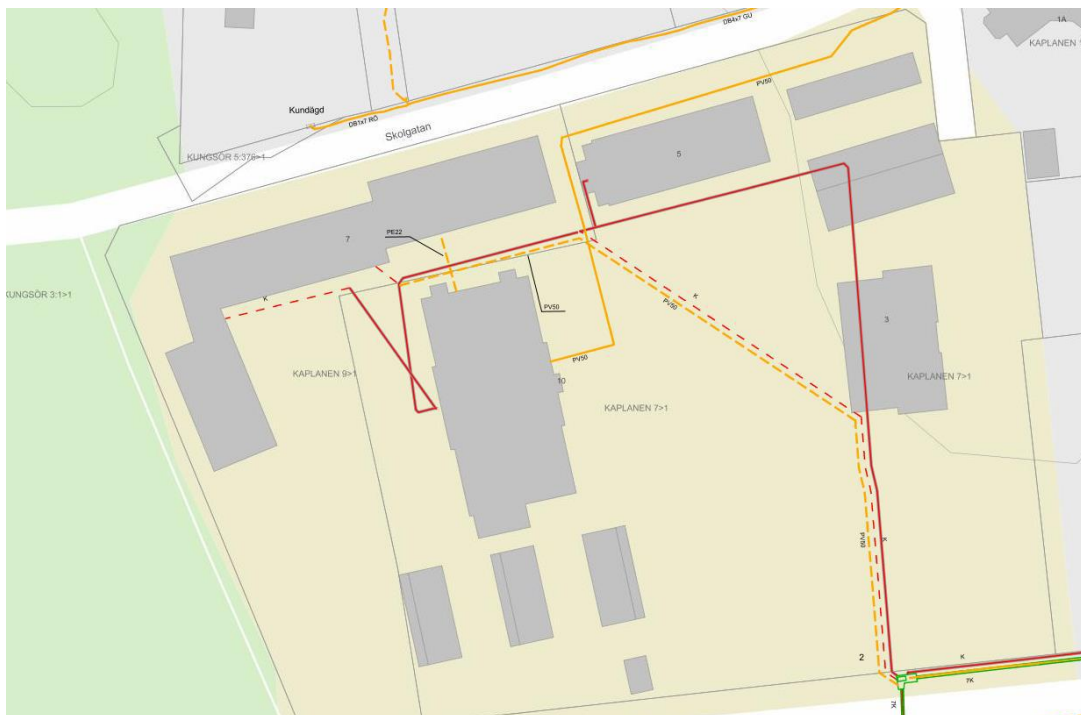 DB4x7 GU
1A
KAPLANEN
Kundägd
DB1x7 RÖ
Skolgatan
PV50
KUNGSÖR 5:376>1
5
7
PE22
KUNGSÖR 3:1>1
K
K
PV50
PV50
PV50
3
KAPLANEN 9>1
10
KAPLANEN 7>1
KAPLANEN 7>1
PV50
K
2
K
7K
7K